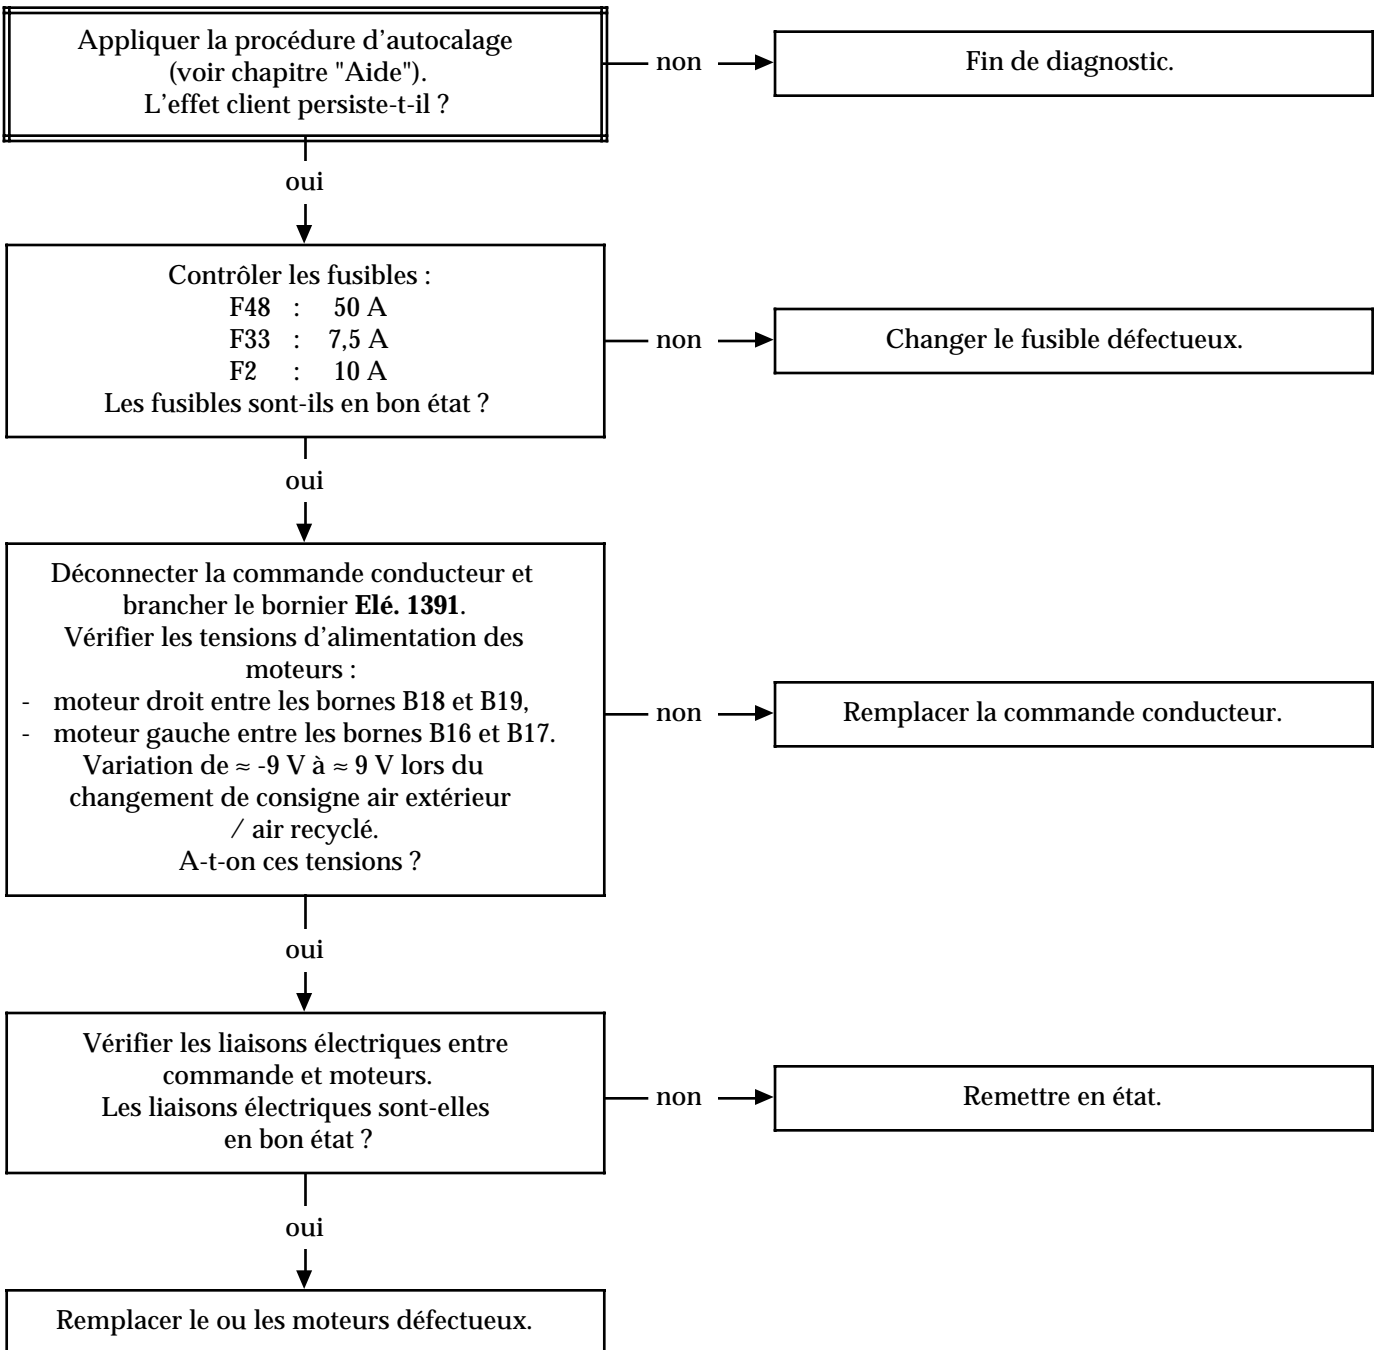 Appliquer la procédure d'autocalage
(voir chapitre "Aide").
L'effet client persiste-t-il ?
non
Fin de diagnostic.
oui
Contrôler les fusibles :
F48 : 50 A
F33 : 7,5 A
F2 : 10 A
Les fusibles sont-ils en bon état ?
non
Changer le fusible défectueux.
oui
Déconnecter la commande conducteur et
brancher le bornier Elé. 1391.
Vérifier les tensions d'alimentation des
moteurs :
- moteur droit entre les bornes B18 et B19,
- moteur gauche entre les bornes B16 et B17.
Variation de ≈ -9 V à ≈ 9 V lors du
changement de consigne air extérieur
/ air recyclé.
A-t-on ces tensions ?
non
Remplacer la commande conducteur.
oui
Vérifier les liaisons électriques entre
commande et moteurs.
Les liaisons électriques sont-elles
en bon état ?
non
Remettre en état.
oui
Remplacer le ou les moteurs défectueux.